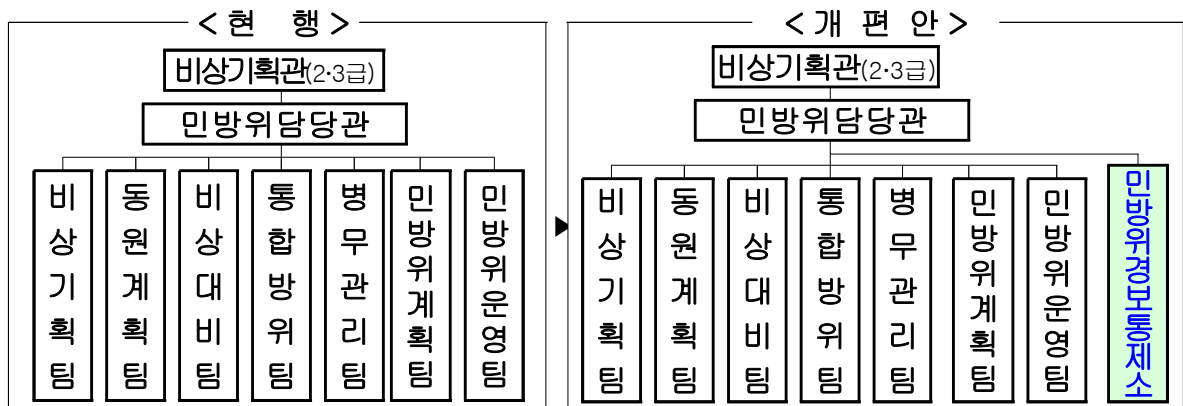 < 현 행 >
비상기획관(2·3급)
민방위담당관
비상기획팀
동원계획팀
비상대비팀
통합방위팀
병무관리팀
민방위계획팀
민방위운영팀
▶
< 개 편 안 >
비상기획관(2·3급)
민방위담당관
비상기획팀
동원계획팀
비상대비팀
통합방위팀
병무관리팀
민방위계획팀
민방위운영팀
민방위경보통제소